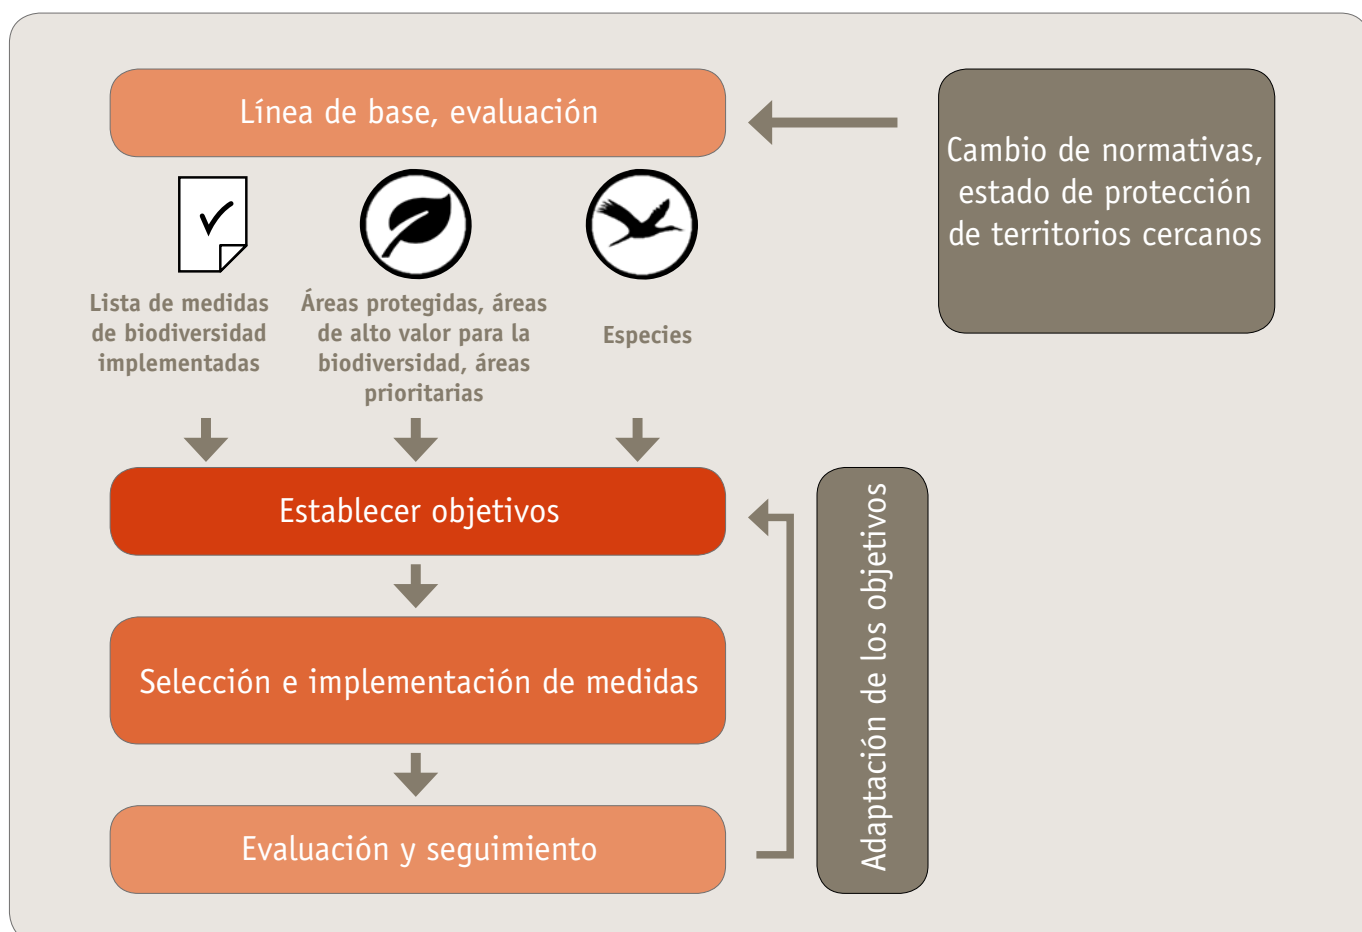 Línea de base, evaluación
Cambio de normativas,
estado de protección
de territorios cercanos
Lista de medidas
de biodiversidad
implementadas
Áreas protegidas, áreas
de alto valor para la
biodiversidad, áreas
prioritarias
Especies
Establecer objetivos
Selección e implementación de medidas
Evaluación y seguimiento
Adaptación de los objetivos